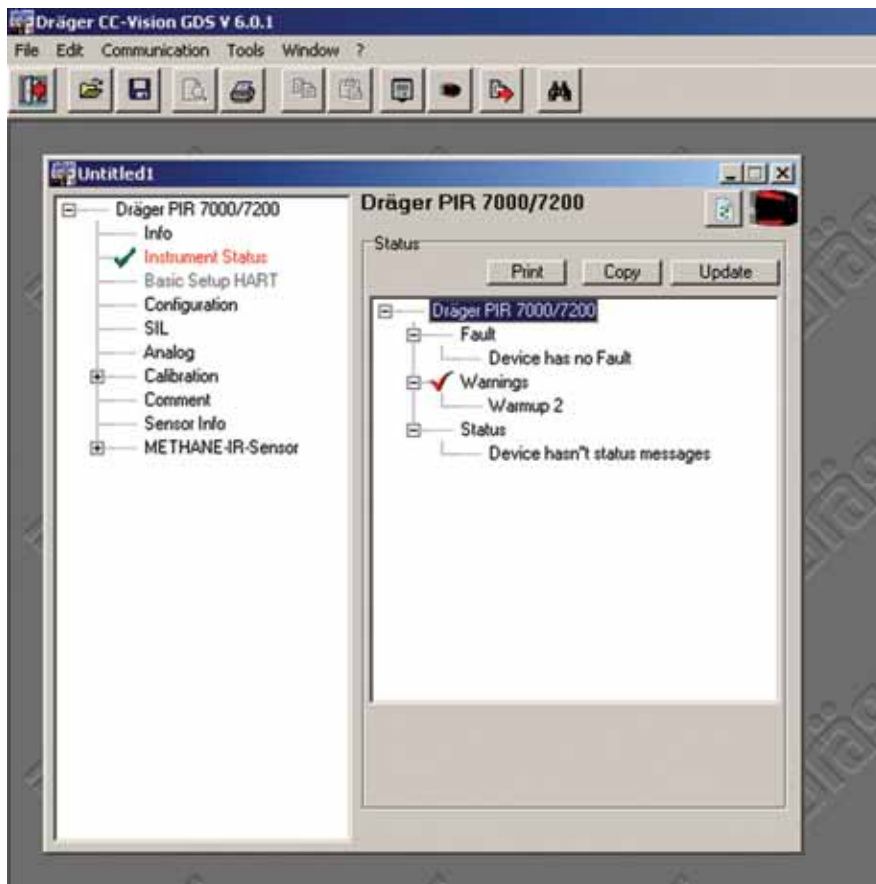 Dräger CC-Vision GDS V 6.0.1
File Edit Communication Tools Window ?
Untitled1
Dräger PIR 7000/7200
Info
Instrument Status
Basic Setup HART
Configuration
SIL
Analog
Calibration
Comment
Sensor Info
METHANE-IR-Sensor
Dräger PIR 7000/7200
Status
Print Copy Update
Dräger PIR 7000/7200
Fault
Device has no Fault
Warnings
Warmup 2
Status
Device hasn"t status messages